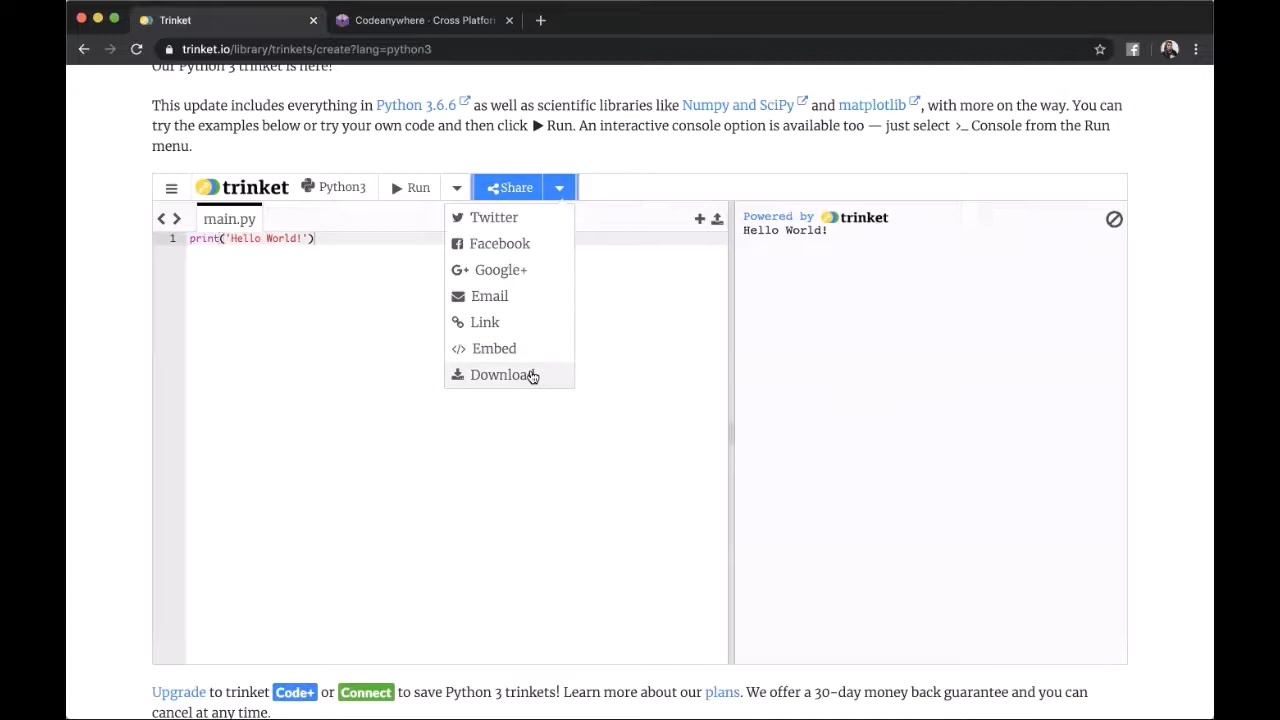 Trinket
Codeanywhere · Cross Platfor
trinket.io/library/trinkets/create?lang=python3
Our Python 3 trinket is here!
This update includes everything in Python 3.6.6 as well as scientific libraries like Numpy and SciPy and matplotlib, with more on the way. You can
try the examples below or try your own code and then click ▶ Run. An interactive console option is available too — just select >_ Console from the Run
menu.
trinket Python3 Run Share
main.py
1 print('Hello World!')
Twitter
Facebook
G+ Google+
Email
Link
</> Embed
Download
Powered by trinket
Hello World!
Upgrade to trinket Code+ or Connect to save Python 3 trinkets! Learn more about our plans. We offer a 30-day money back guarantee and you can
cancel at any time.